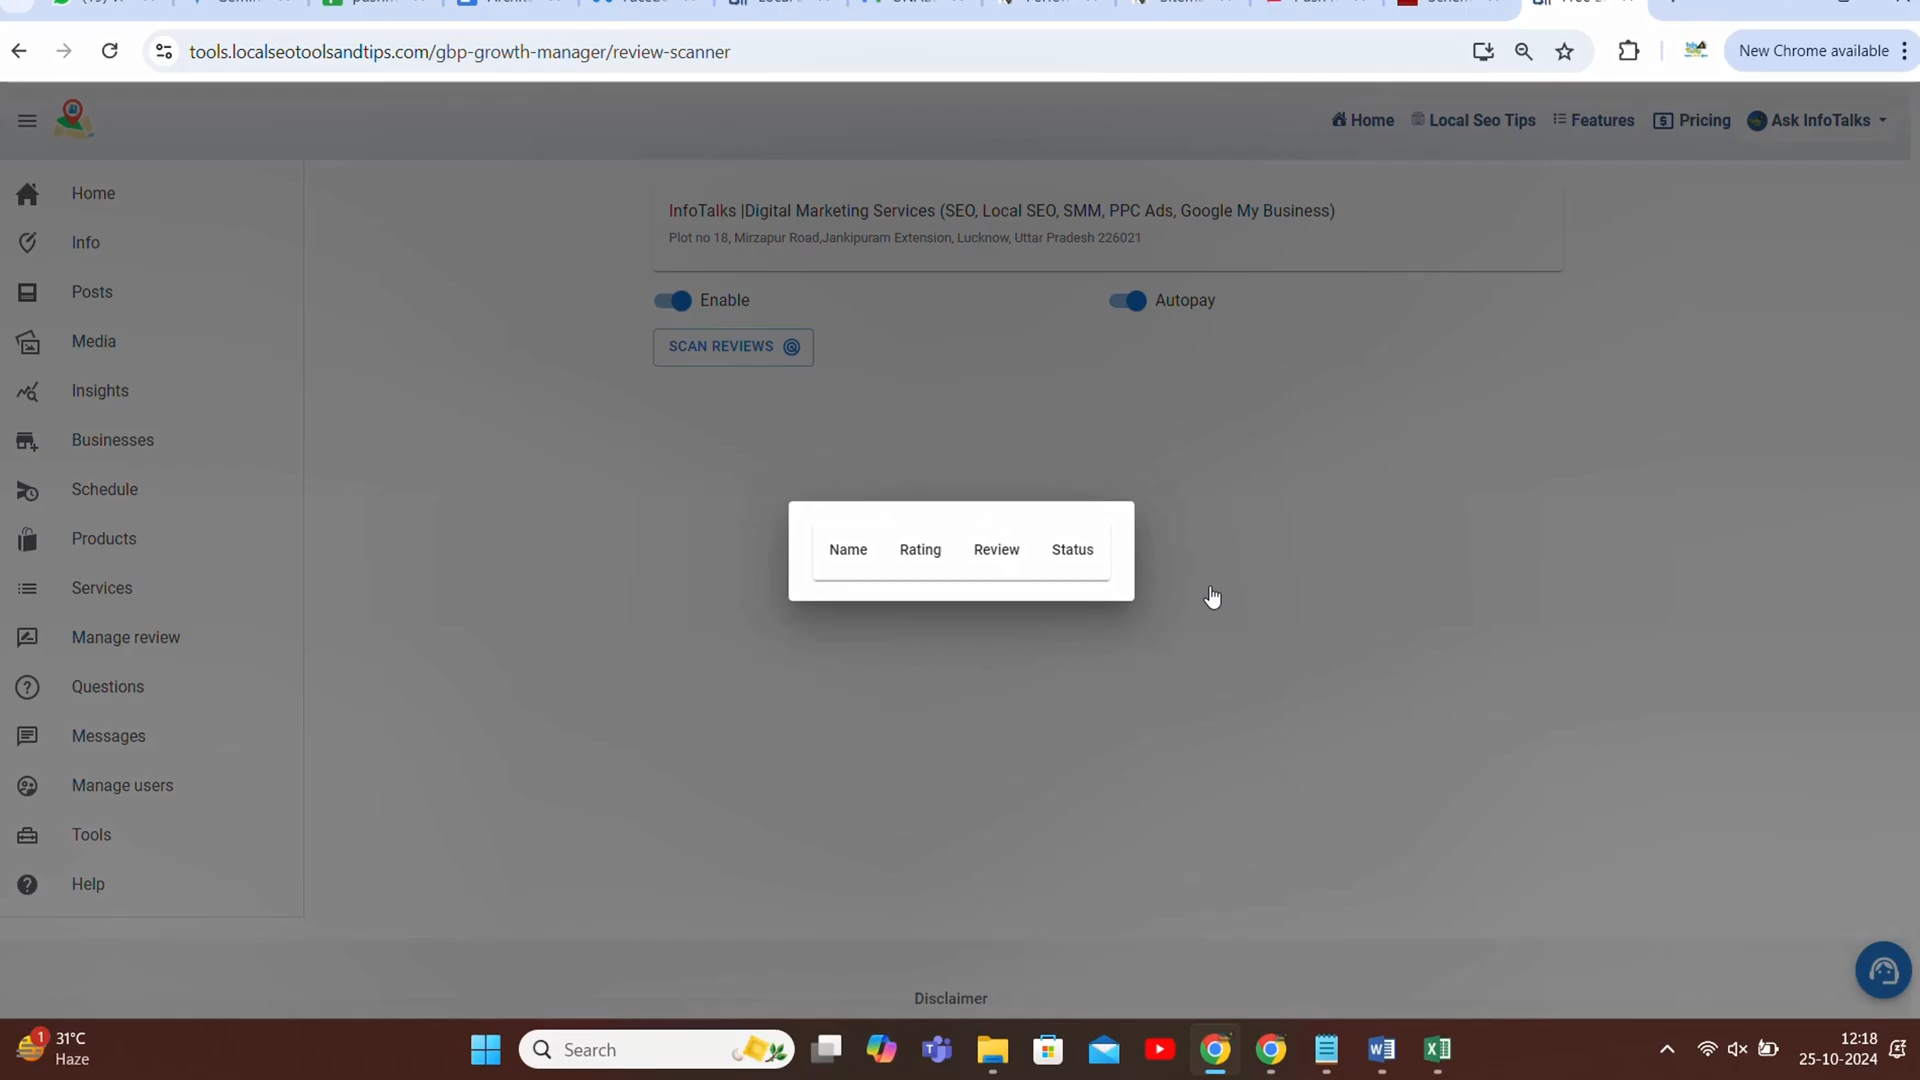 tools.localseotoolsandtips.com/gbp-growth-manager/review-scanner
New Chrome available
Home
Local Seo Tips
Features
Pricing
Ask InfoTalks
Home
Info
Posts
Media
Insights
Businesses
Schedule
Products
Services
Manage review
Questions
Messages
Manage users
Tools
Help
InfoTalks |Digital Marketing Services (SEO, Local SEO, SMM, PPC Ads, Google My Business)
Plot no 18, Mirzapur Road,Jankipuram Extension, Lucknow, Uttar Pradesh 226021
Enable
Autopay
SCAN REVIEWS
Name Rating Review Status
Disclaimer
1
31°C
Haze
Search
12:18
25-10-2024